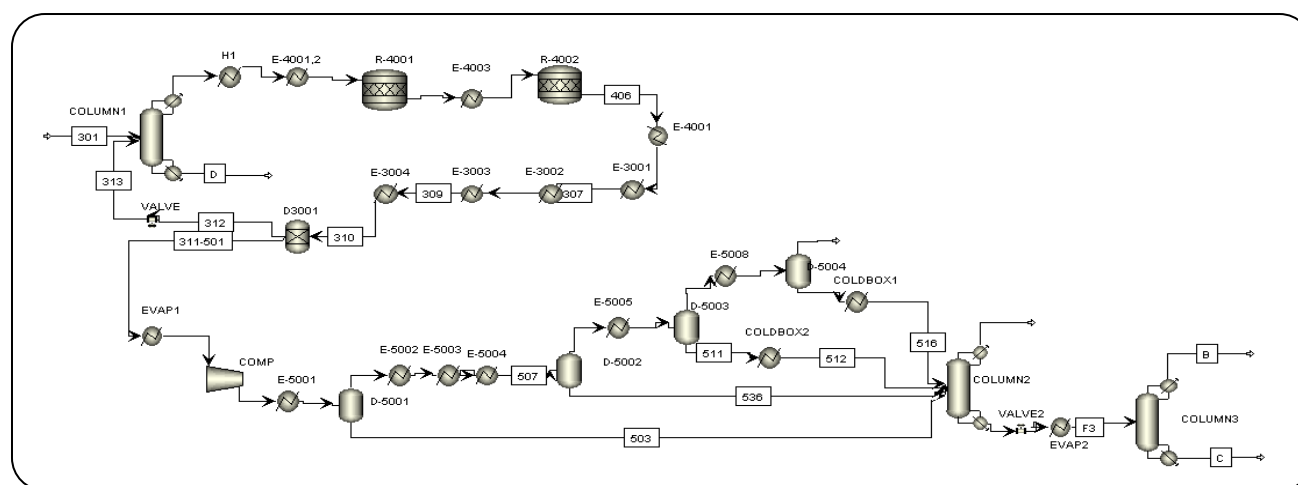 H1
E-4001,2
R-4001
E-4003
R-4002
406
COLUMN1
301
E-4001
D
313
E-3004
309
E-3003
E-3002
307
E-3001
VALVE
312
D3001
310
311-501
E-5008
D-5004
COLDBOX1
EVAP1
E-5005
D-5003
COLDBOX2
516
COMP
E-5002
E-5003
E-5004
507
511
512
B
D-5002
COLUMN2
E-5001
D-5001
536
VALVE2
F3
COLUMN3
503
EVAP2
C